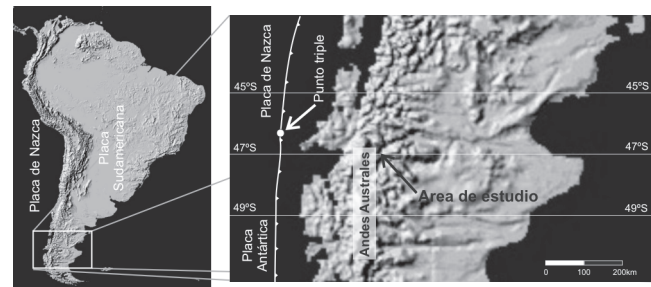 Placa de Nazca
Placa
Sudamericana
Placa de Nazca
Punto triple
45ºS
45ºS
47ºS
47ºS
Area de estudio
Andes Australes
49ºS
49ºS
Placa
Antártica
0 100 200km